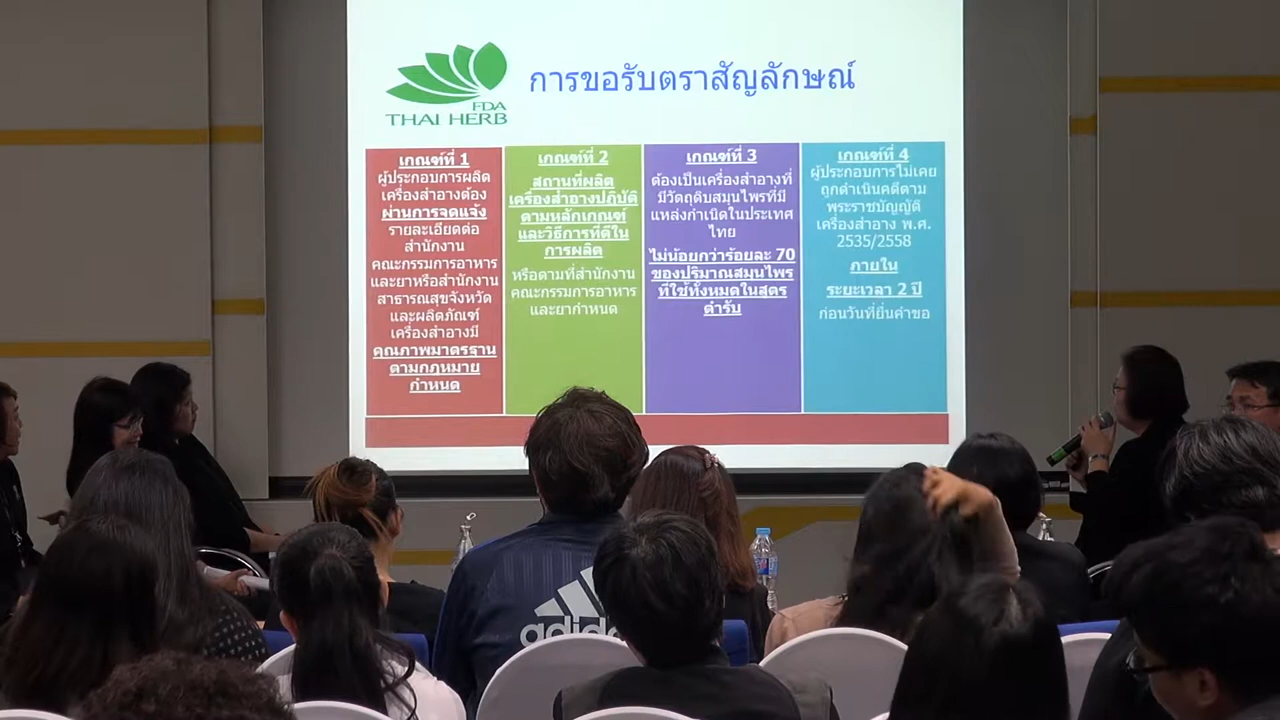 FDA
THAI HERB
การขอรับตราสัญลักษณ์
เกณฑ์ที่ 1
ผู้ประกอบการผลิต
เครื่องสำอางต้อง
ผ่านการจดแจ้ง
รายละเอียดต่อ
สำนักงาน
คณะกรรมการอาหาร
และยาหรือสำนักงาน
สาธารณสุขจังหวัด
และผลิตภัณฑ์
เครื่องสำอางมี
คุณภาพมาตรฐาน
ตามกฎหมาย
กำหนด
เกณฑ์ที่ 2
สถานที่ผลิต
เครื่องสำอางปฏิบัติ
ตามหลักเกณฑ์
และวิธีการที่ดีใน
การผลิต
หรือตามที่สำนักงาน
คณะกรรมการอาหาร
และยากำหนด
เกณฑ์ที่ 3
ต้องเป็นเครื่องสำอางที่
มีวัตถุดิบสมุนไพรที่มี
แหล่งกำเนิดในประเทศ
ไทย
ไม่น้อยกว่าร้อยละ 70
ของปริมาณสมุนไพร
ที่ใช้ทั้งหมดในสูตร
ตำรับ
เกณฑ์ที่ 4
ผู้ประกอบการไม่เคย
ถูกดำเนินคดีตาม
พระราชบัญญัติ
เครื่องสำอาง พ.ศ.
2535/2558
ภายใน
ระยะเวลา 2 ปี
ก่อนวันที่ยื่นคำขอ
adidas